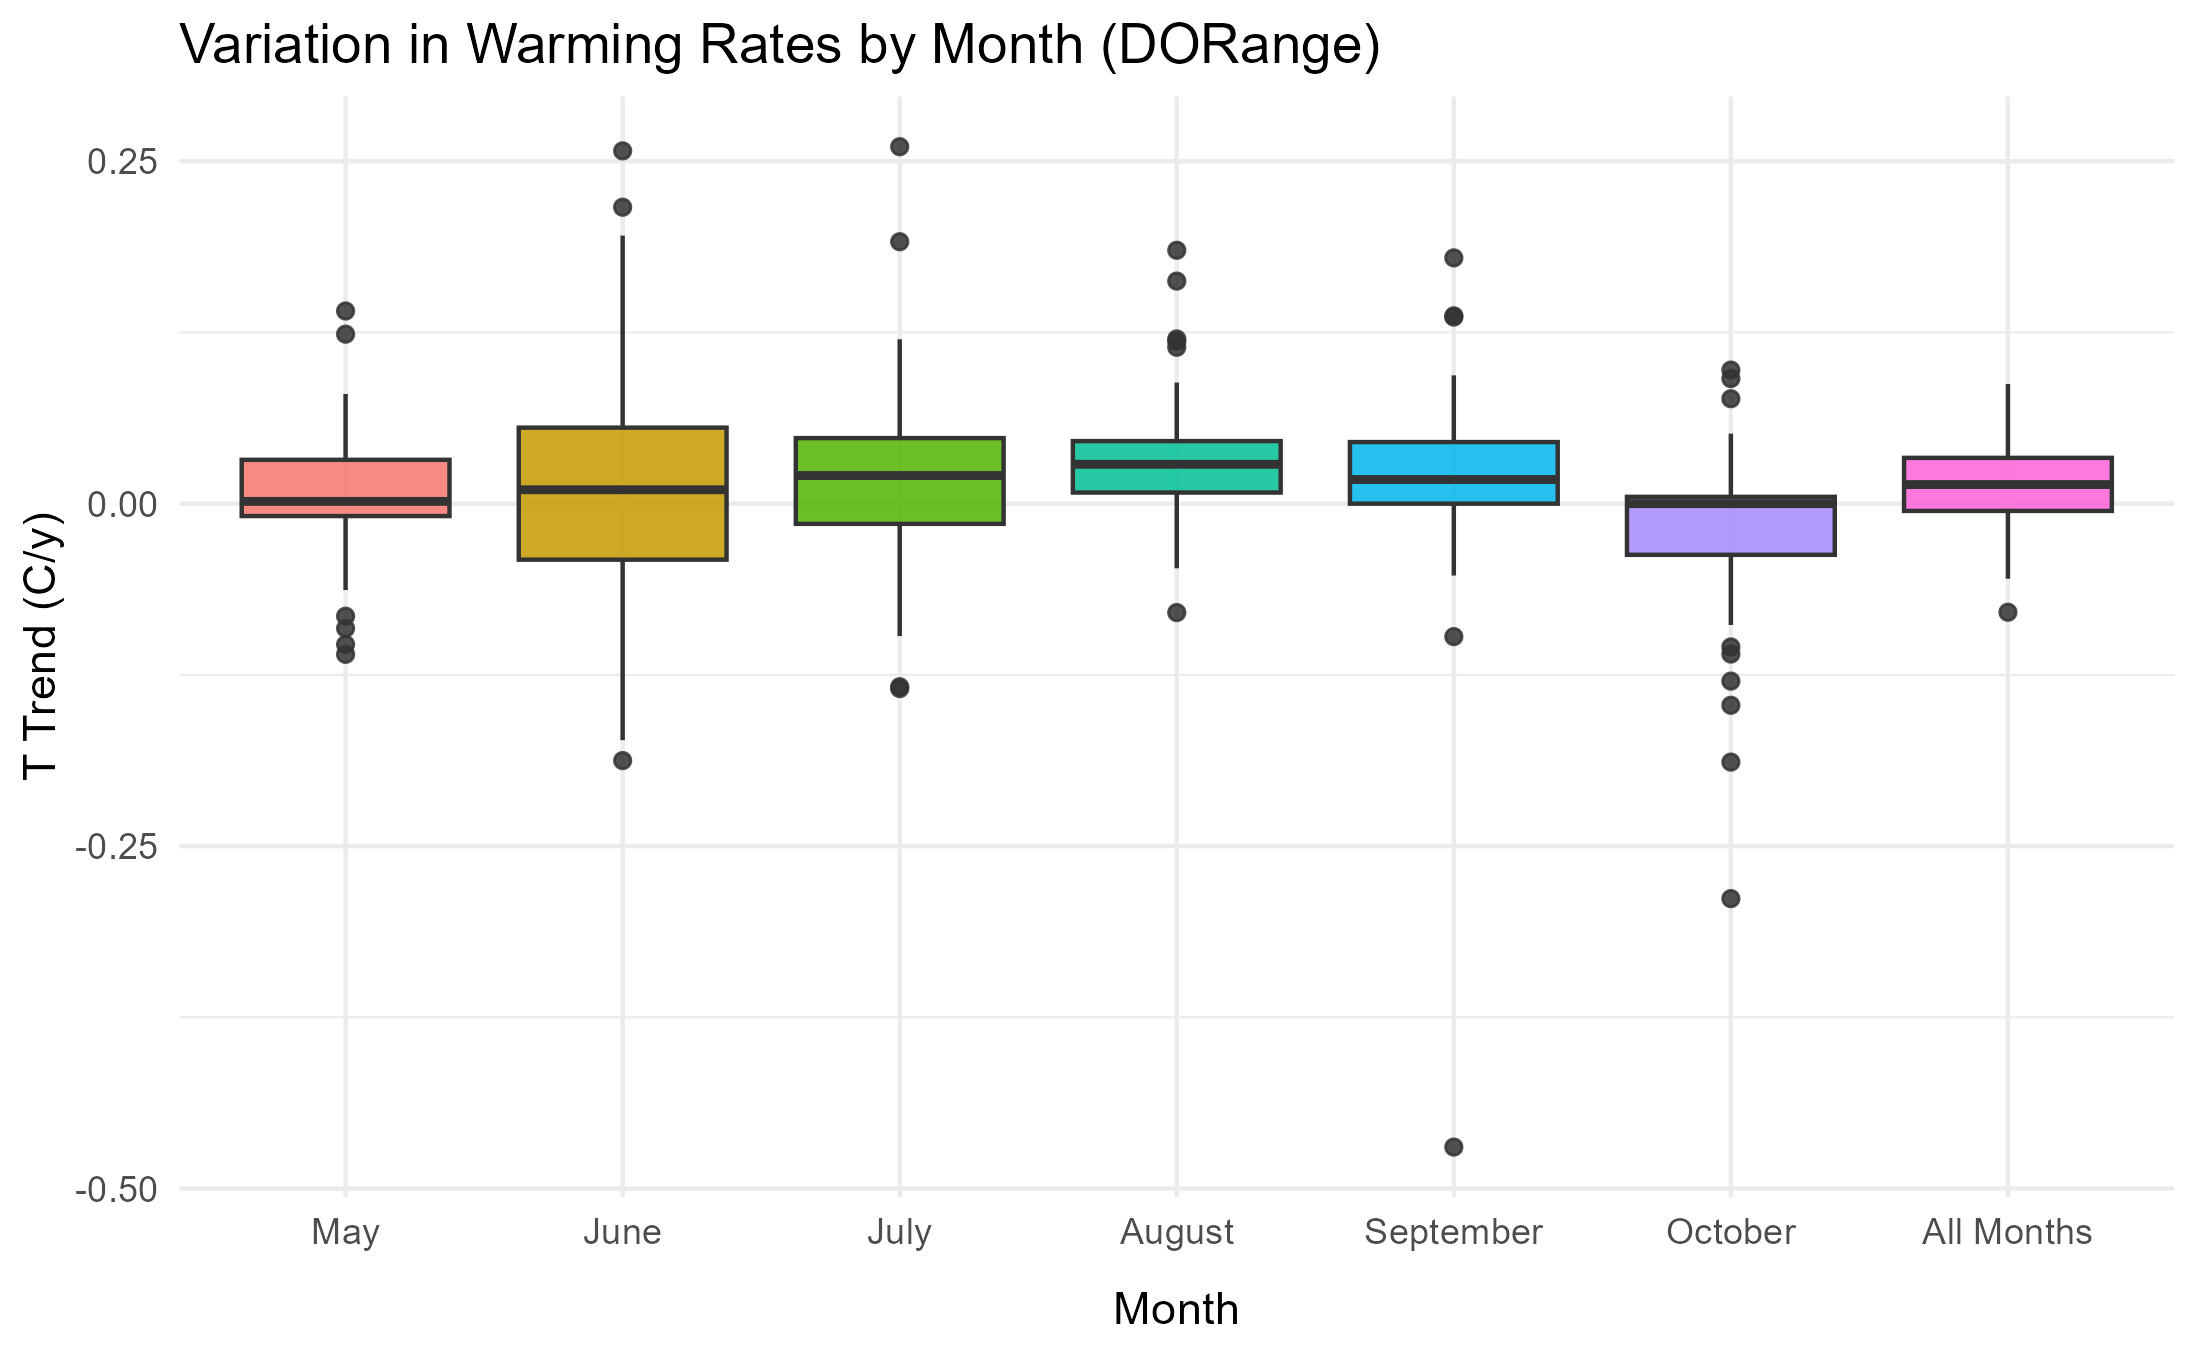 Variation in Warming Rates by Month (DORange)
T Trend (C/y)
0.25
0.00
-0.25
-0.50
May June July August September October All Months
Month